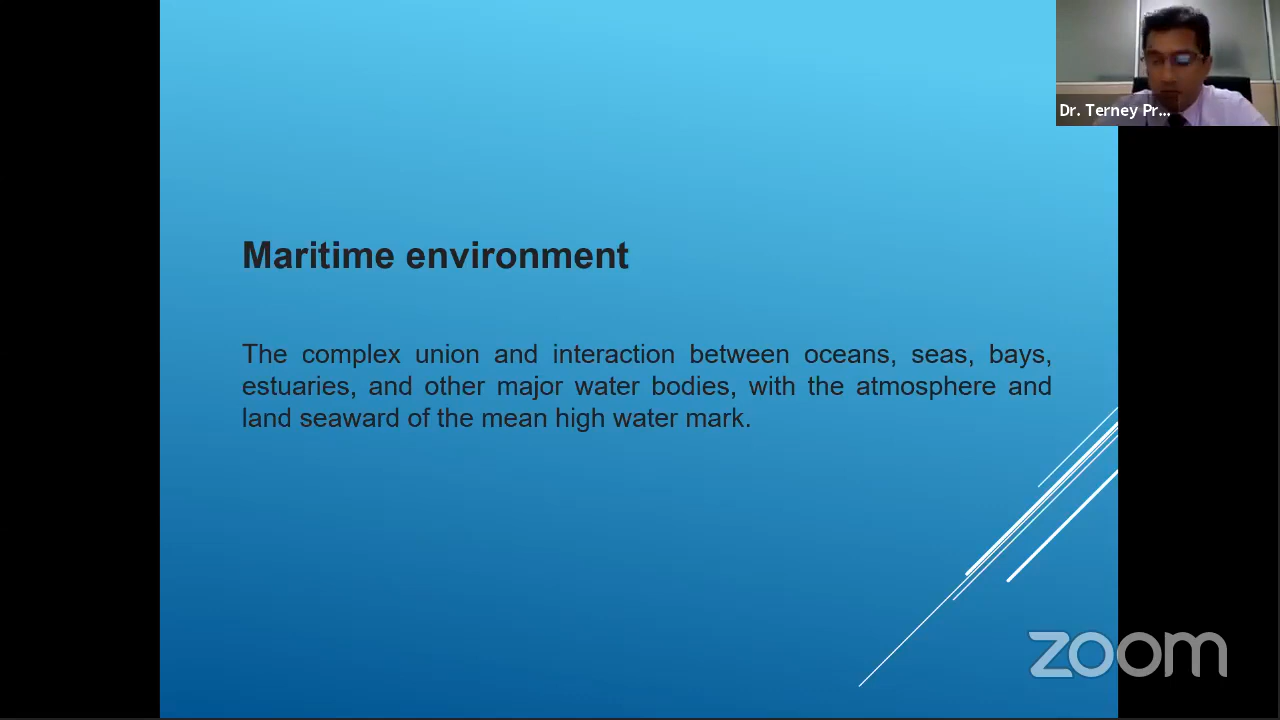 Dr. Terney Pr...
Maritime environment
The complex union and interaction between oceans, seas, bays,
estuaries, and other major water bodies, with the atmosphere and
land seaward of the mean high water mark.
zoom